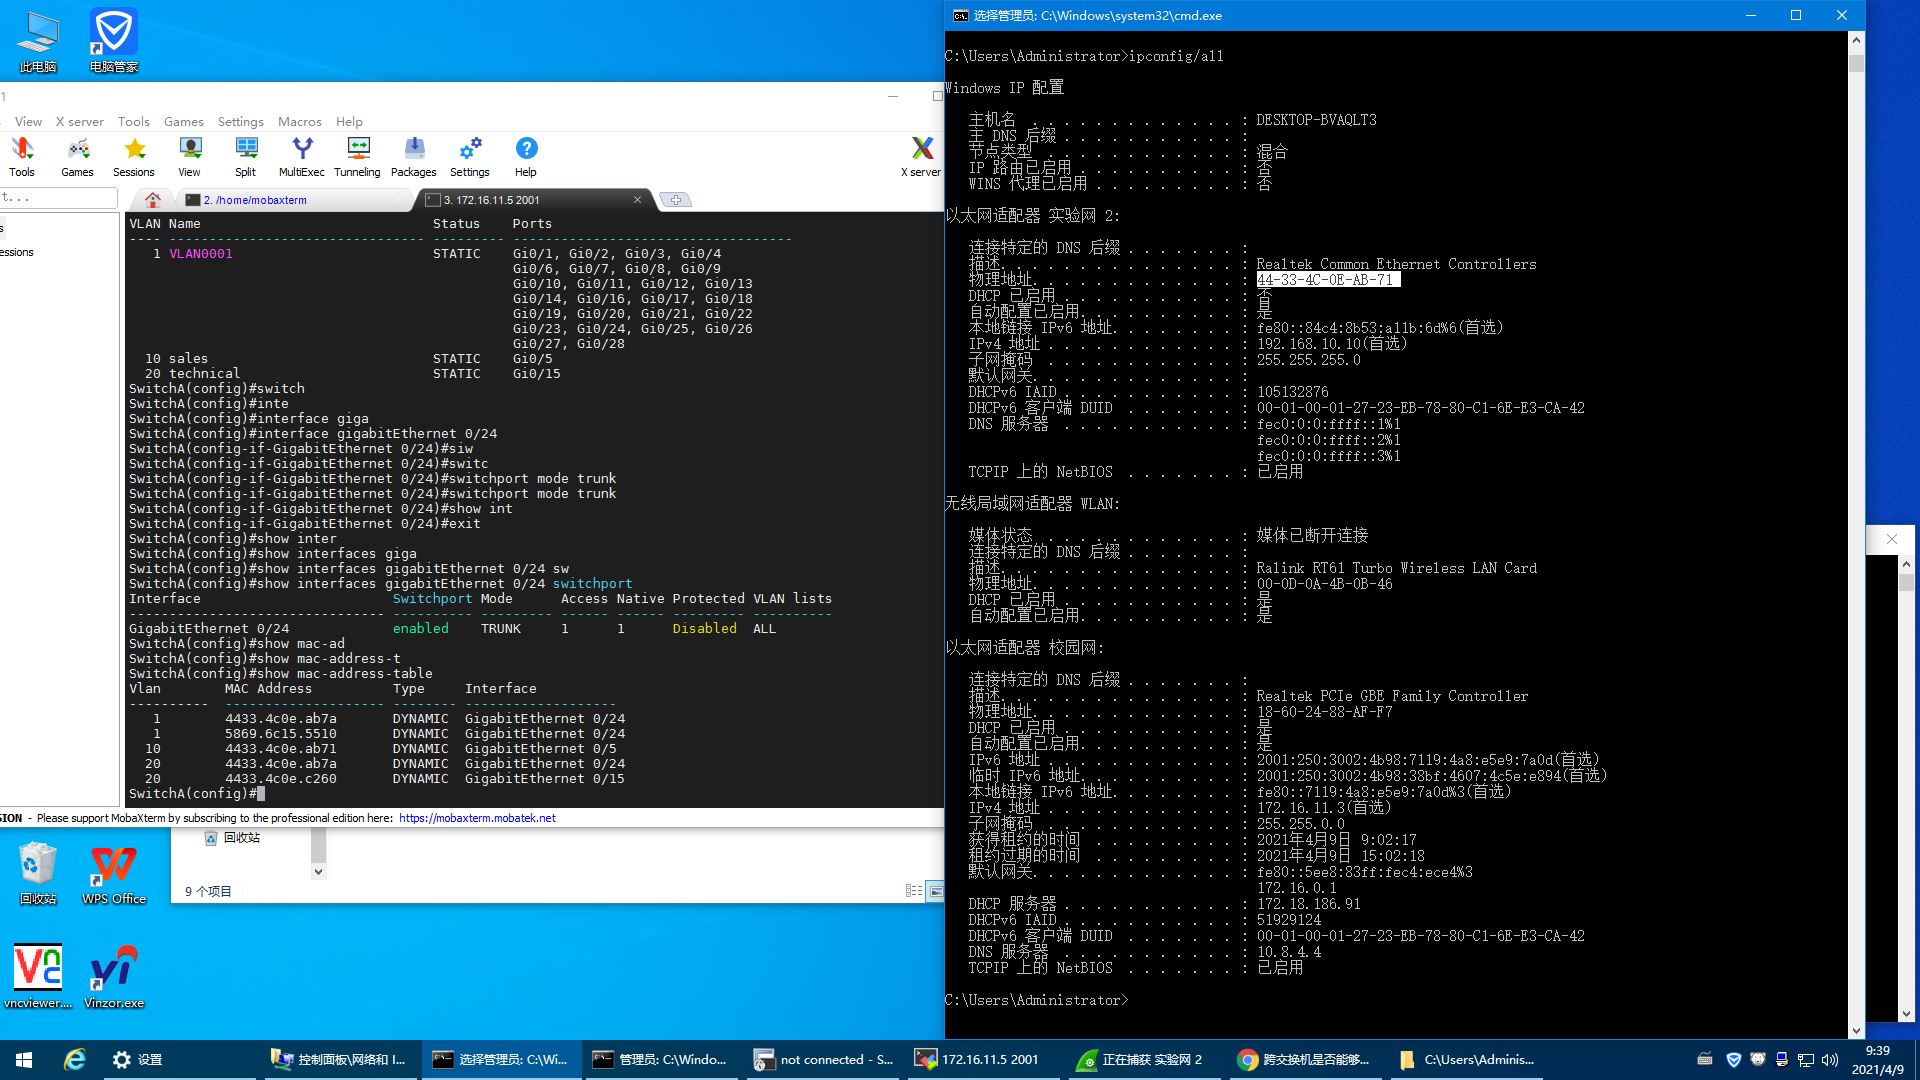 此电脑
电脑管家
1
View X server Tools Games Settings Macros Help
Tools Games Sessions View Split MultiExec Tunneling Packages Settings Help X server
t...
2. /home/mobaxterm
3. 172.16.11.5 2001
s
essions
VLAN Name Status Ports
---- -------------------------------- --------- -----------------------------------
1 VLAN0001 STATIC Gi0/1, Gi0/2, Gi0/3, Gi0/4
Gi0/6, Gi0/7, Gi0/8, Gi0/9
Gi0/10, Gi0/11, Gi0/12, Gi0/13
Gi0/14, Gi0/16, Gi0/17, Gi0/18
Gi0/19, Gi0/20, Gi0/21, Gi0/22
Gi0/23, Gi0/24, Gi0/25, Gi0/26
Gi0/27, Gi0/28
10 sales STATIC Gi0/5
20 technical STATIC Gi0/15
SwitchA(config)#switch
SwitchA(config)#inte
SwitchA(config)#interface giga
SwitchA(config)#interface gigabitEthernet 0/24
SwitchA(config-if-GigabitEthernet 0/24)#siw
SwitchA(config-if-GigabitEthernet 0/24)#switc
SwitchA(config-if-GigabitEthernet 0/24)#switchport mode trunk
SwitchA(config-if-GigabitEthernet 0/24)#switchport mode trunk
SwitchA(config-if-GigabitEthernet 0/24)#show int
SwitchA(config-if-GigabitEthernet 0/24)#exit
SwitchA(config)#show inter
SwitchA(config)#show interfaces giga
SwitchA(config)#show interfaces gigabitEthernet 0/24 sw
SwitchA(config)#show interfaces gigabitEthernet 0/24 switchport
Interface Switchport Mode Access Native Protected VLAN lists
-------------------------------- ---------- --------- ------ ------ --------- ----------
GigabitEthernet 0/24 enabled TRUNK 1 1 Disabled ALL
SwitchA(config)#show mac-ad
SwitchA(config)#show mac-address-t
SwitchA(config)#show mac-address-table
Vlan MAC Address Type Interface
---------- -------------------- -------- -------------------
1 4433.4c0e.ab7a DYNAMIC GigabitEthernet 0/24
1 5869.6c15.5510 DYNAMIC GigabitEthernet 0/24
10 4433.4c0e.ab71 DYNAMIC GigabitEthernet 0/5
20 4433.4c0e.ab7a DYNAMIC GigabitEthernet 0/24
20 4433.4c0e.c260 DYNAMIC GigabitEthernet 0/15
SwitchA(config)#
SION - Please support MobaXterm by subscribing to the professional edition here: https://mobaxterm.mobatek.net
回收站
9 个项目
回收站
WPS Office
vncviewer....
Vinzor.exe
选择管理员: C:\Windows\system32\cmd.exe
C:\Users\Administrator>ipconfig/all
Windows IP 配置
主机名 . . . . . . . . . . . . . : DESKTOP-BVAQLT3
主 DNS 后缀 . . . . . . . . . . . :
节点类型 . . . . . . . . . . . . : 混合
IP 路由已启用 . . . . . . . . . . : 否
WINS 代理已启用 . . . . . . . . . : 否
以太网适配器 实验网 2:
连接特定的 DNS 后缀 . . . . . . . :
描述. . . . . . . . . . . . . . . : Realtek Common Ethernet Controllers
物理地址. . . . . . . . . . . . . : 44-33-4C-0E-AB-71
DHCP 已启用 . . . . . . . . . . . : 否
自动配置已启用. . . . . . . . . . : 是
本地链接 IPv6 地址. . . . . . . . : fe80::84c4:8b53:a11b:6d%6(首选)
IPv4 地址 . . . . . . . . . . . . : 192.168.10.10(首选)
子网掩码 . . . . . . . . . . . . : 255.255.255.0
默认网关. . . . . . . . . . . . . :
DHCPv6 IAID . . . . . . . . . . . : 105132876
DHCPv6 客户端 DUID . . . . . . . : 00-01-00-01-27-23-EB-78-80-C1-6E-E3-CA-42
DNS 服务器 . . . . . . . . . . . : fec0:0:0:ffff::1%1
fec0:0:0:ffff::2%1
fec0:0:0:ffff::3%1
TCPIP 上的 NetBIOS . . . . . . . : 已启用
无线局域网适配器 WLAN:
媒体状态 . . . . . . . . . . . . : 媒体已断开连接
连接特定的 DNS 后缀 . . . . . . . :
描述. . . . . . . . . . . . . . . : Ralink RT61 Turbo Wireless LAN Card
物理地址. . . . . . . . . . . . . : 00-0D-0A-4B-0B-46
DHCP 已启用 . . . . . . . . . . . : 是
自动配置已启用. . . . . . . . . . : 是
以太网适配器 校园网:
连接特定的 DNS 后缀 . . . . . . . :
描述. . . . . . . . . . . . . . . : Realtek PCIe GBE Family Controller
物理地址. . . . . . . . . . . . . : 18-60-24-88-AF-F7
DHCP 已启用 . . . . . . . . . . . : 是
自动配置已启用. . . . . . . . . . : 是
IPv6 地址 . . . . . . . . . . . . : 2001:250:3002:4b98:7119:4a8:e5e9:7a0d(首选)
临时 IPv6 地址. . . . . . . . . . : 2001:250:3002:4b98:38bf:4607:4c5e:e894(首选)
本地链接 IPv6 地址. . . . . . . . : fe80::7119:4a8:e5e9:7a0d%3(首选)
IPv4 地址 . . . . . . . . . . . . : 172.16.11.3(首选)
子网掩码 . . . . . . . . . . . . : 255.255.0.0
获得租约的时间 . . . . . . . . . : 2021年4月9日 9:02:17
租约过期的时间 . . . . . . . . . : 2021年4月9日 15:02:18
默认网关. . . . . . . . . . . . . : fe80::5ee8:83ff:fec4:ece4%3
172.16.0.1
DHCP 服务器 . . . . . . . . . . . : 172.18.186.91
DHCPv6 IAID . . . . . . . . . . . : 51929124
DHCPv6 客户端 DUID . . . . . . . : 00-01-00-01-27-23-EB-78-80-C1-6E-E3-CA-42
DNS 服务器 . . . . . . . . . . . : 10.8.4.4
TCPIP 上的 NetBIOS . . . . . . . : 已启用
C:\Users\Administrator>
设置
控制面板\网络和 I...
选择管理员: C:\Wi...
管理员: C:\Windo...
not connected - S...
172.16.11.5 2001
正在捕获 实验网 2
跨交换机是否能够...
C:\Users\Adminis...
9:39
2021/4/9